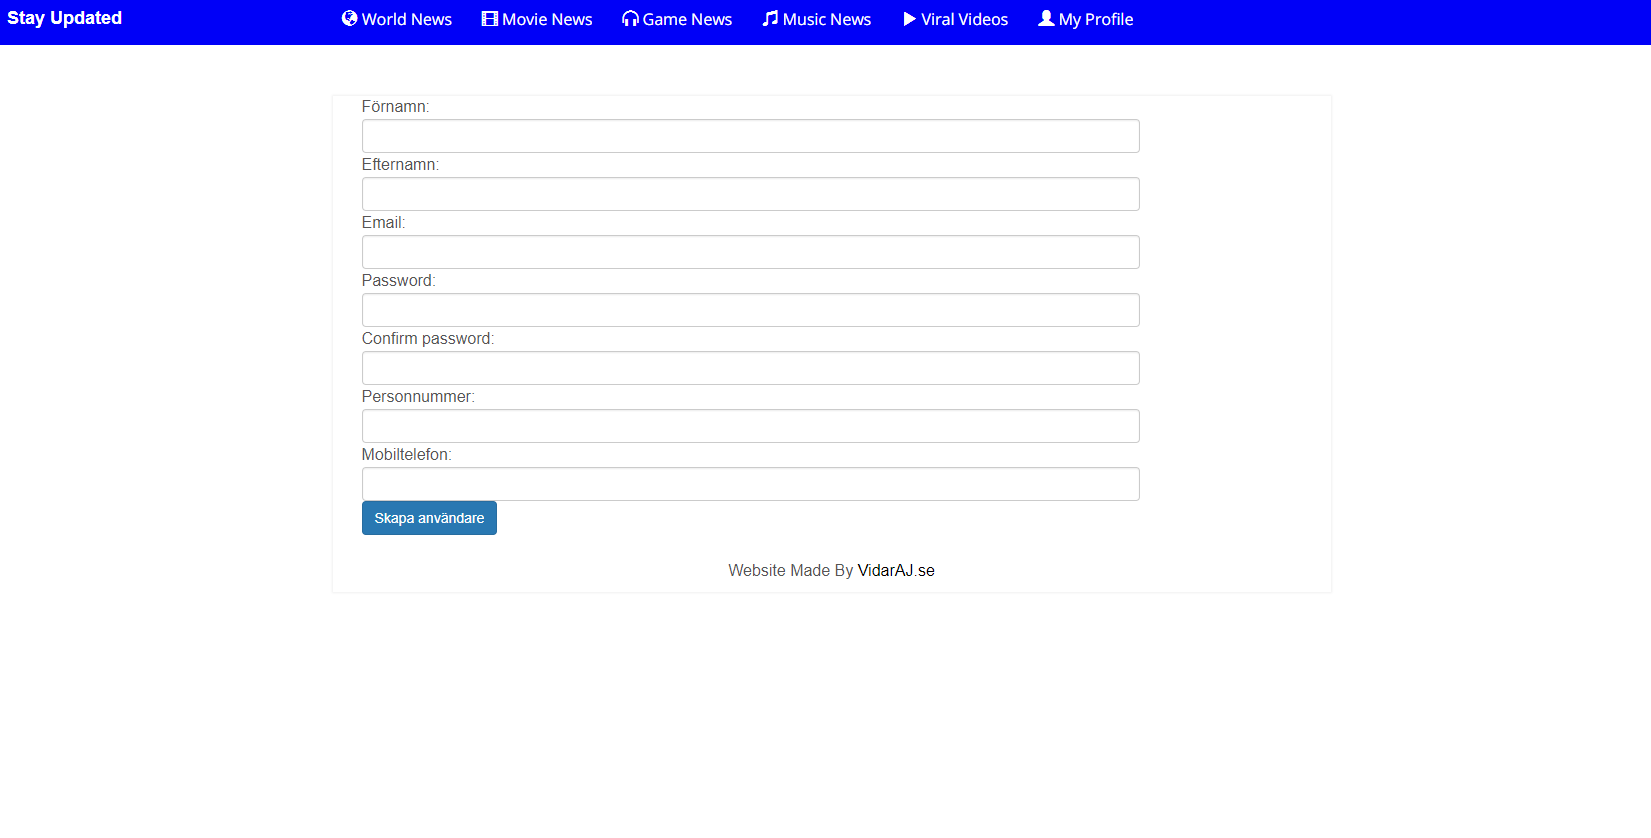 Stay Updated
World News Movie News Game News Music News Viral Videos My Profile
Förnamn:
Efternamn:
Email:
Password:
Confirm password:
Personnummer:
Mobiltelefon:
Skapa användare
Website Made By VidarAJ.se